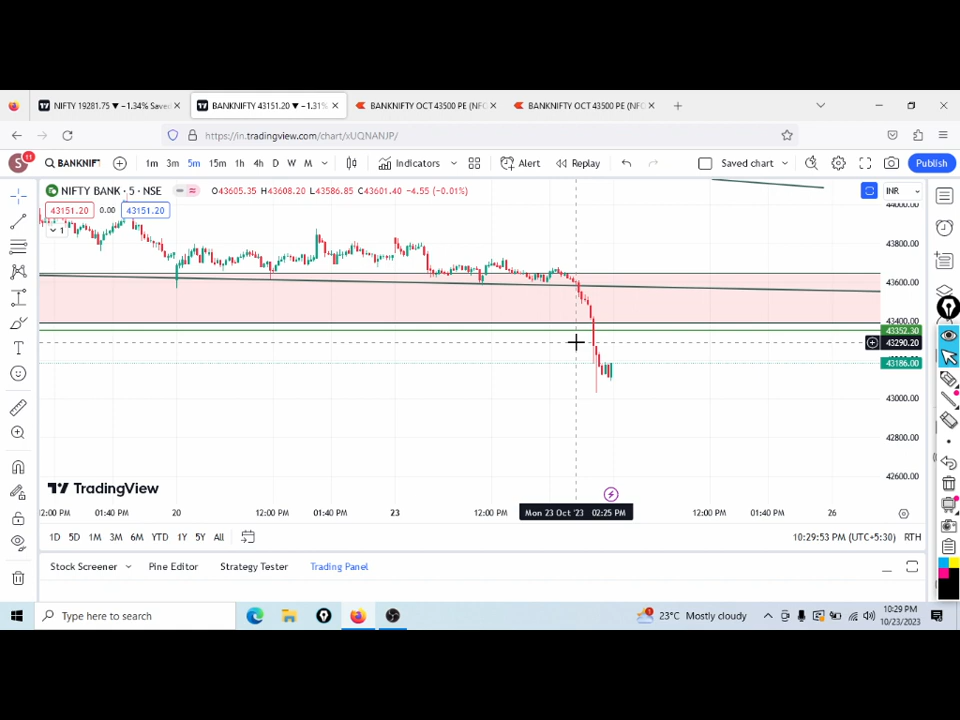 NIFTY 19281.75 ▼ −1.34% Saved
BANKNIFTY 43151.20 ▼ −1.31%
BANKNIFTY OCT 43500 PE (NFO
BANKNIFTY OCT 43500 PE (NFO
https://in.tradingview.com/chart/xUQNANJP/
S 11 BANKNIFT 1m 3m 5m 15m 1h 4h D W M Indicators Alert Replay Saved chart Publish
NIFTY BANK · 5 · NSE O43605.35 H43608.20 L43586.85 C43601.40 −4.55 (−0.01%) INR
43151.20 0.00 43151.20
1
44000.00
43800.00
43600.00
43400.00
43352.30
43290.20
43186.00
43000.00
42800.00
42600.00
TradingView
12:00 PM 01:40 PM 20 12:00 PM 01:40 PM 23 12:00 PM Mon 23 Oct '23 02:25 PM 12:00 PM 01:40 PM 26
1D 5D 1M 3M 6M YTD 1Y 5Y All 10:29:53 PM (UTC+5:30) RTH
Stock Screener Pine Editor Strategy Tester Trading Panel
Type here to search 23°C Mostly cloudy 10:29 PM
10/23/2023